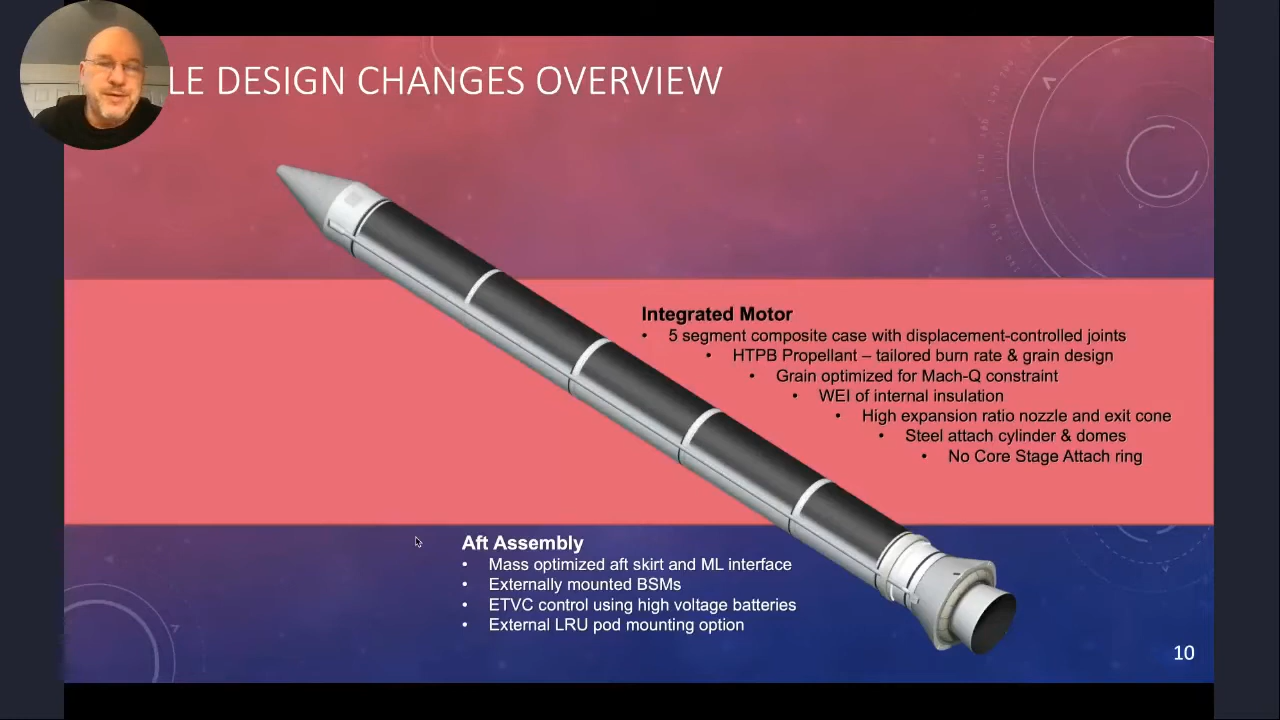 LE DESIGN CHANGES OVERVIEW
Integrated Motor
• 5 segment composite case with displacement-controlled joints
• HTPB Propellant – tailored burn rate & grain design
• Grain optimized for Mach-Q constraint
• WEI of internal insulation
• High expansion ratio nozzle and exit cone
• Steel attach cylinder & domes
• No Core Stage Attach ring
Aft Assembly
• Mass optimized aft skirt and ML interface
• Externally mounted BSMs
• ETVC control using high voltage batteries
• External LRU pod mounting option
10